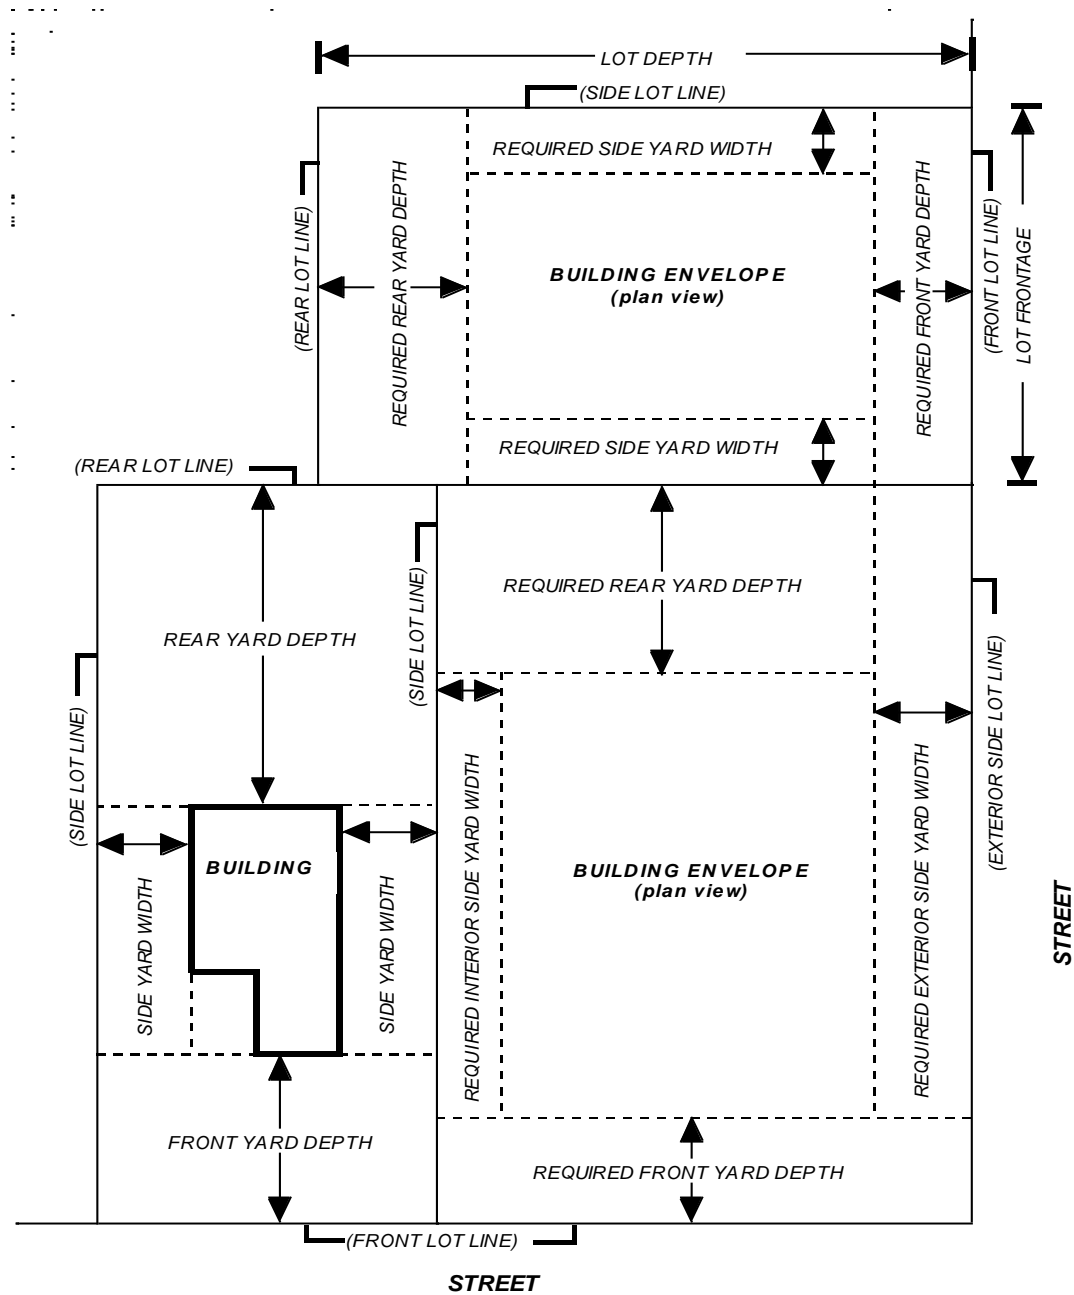 LOT DEPTH
(SIDE LOT LINE)
REQUIRED SIDE YARD WIDTH
(REAR LOT LINE)
REQUIRED REAR YARD DEPTH
BUILDING ENVELOPE
(plan view)
REQUIRED FRONT YARD DEPTH
(FRONT LOT LINE)
LOT FRONTAGE
REQUIRED SIDE YARD WIDTH
(REAR LOT LINE)
(SIDE LOT LINE)
REQUIRED REAR YARD DEPTH
REAR YARD DEPTH
(SIDE LOT LINE)
(EXTERIOR SIDE LOT LINE)
BUILDING
SIDE YARD WIDTH
SIDE YARD WIDTH
REQUIRED INTERIOR SIDE YARD WIDTH
BUILDING ENVELOPE
(plan view)
REQUIRED EXTERIOR SIDE YARD WIDTH
STREET
FRONT YARD DEPTH
REQUIRED FRONT YARD DEPTH
(FRONT LOT LINE)
STREET